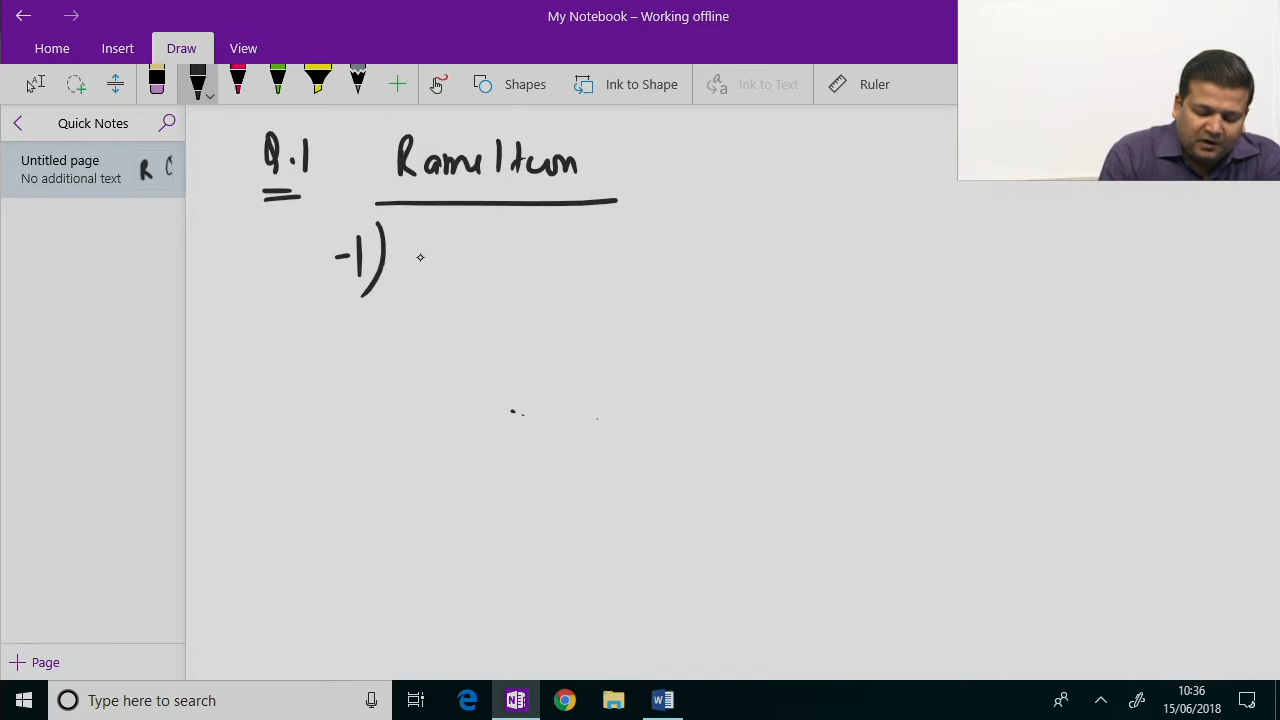 My Notebook – Working offline
Home Insert Draw View
Shapes Ink to Shape Ink to Text Ruler
Quick Notes
Untitled page
No additional text
Q.1
-1)
Page
Type here to search
10:36
15/06/2018